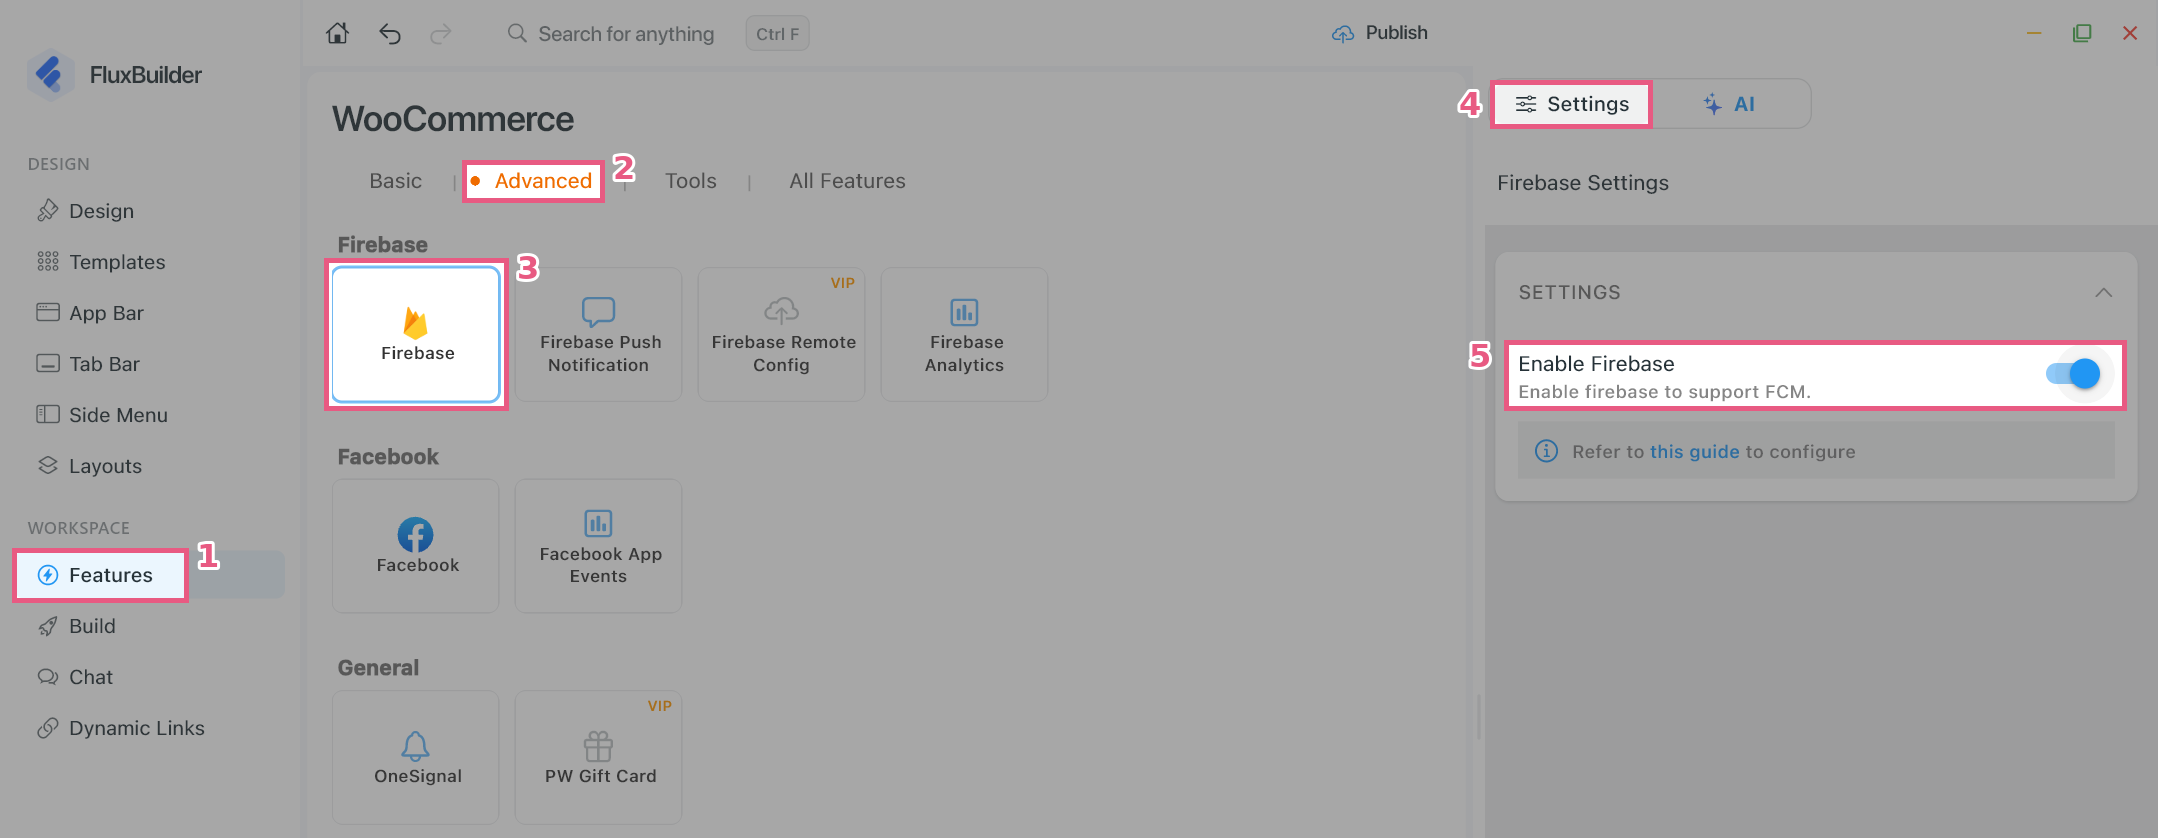 FluxBuilder
DESIGN
Design
Templates
App Bar
Tab Bar
Side Menu
Layouts
WORKSPACE
Features
1
Build
Chat
Dynamic Links
Search for anything
Ctrl F
Publish
WooCommerce
Basic
|
Advanced
2
|
Tools
|
All Features
Firebase
Firebase
3
Firebase Push
Notification
VIP
Firebase Remote
Config
Firebase
Analytics
Facebook
Facebook
Facebook App
Events
General
OneSignal
VIP
PW Gift Card
4
Settings
AI
Firebase Settings
SETTINGS
5
Enable Firebase
Enable firebase to support FCM.
Refer to this guide to configure